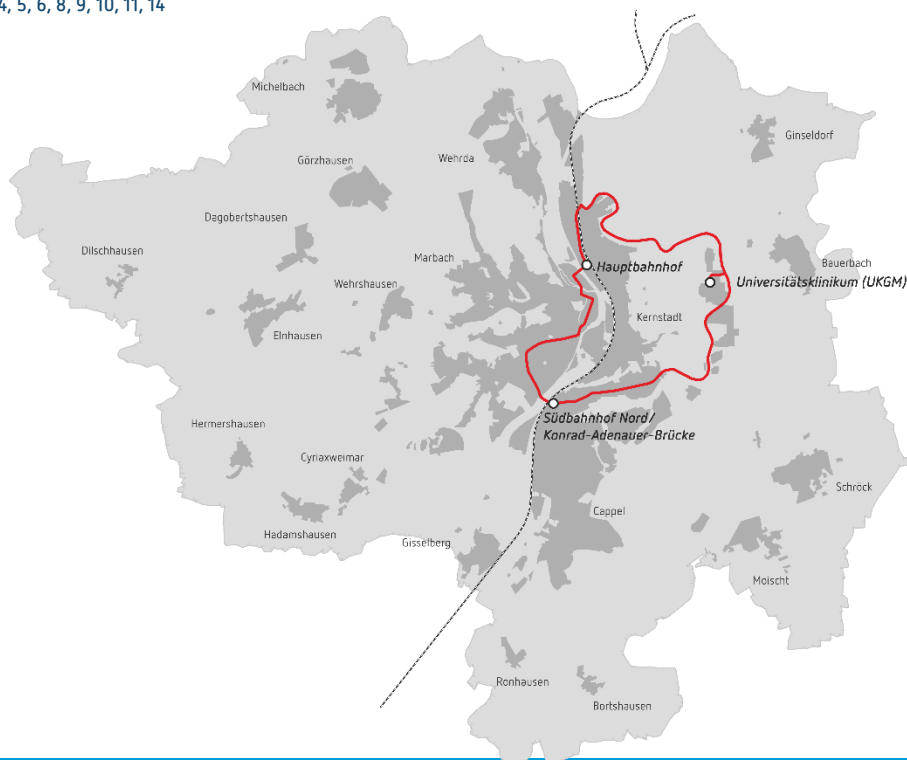 4, 5, 6, 8, 9, 10, 11, 14
Michelbach
Ginseldorf
Görzhausen
Wehrda
Dagobertshausen
Dilschhausen
Marbach
Bauerbach
Hauptbahnhof
Wehrshausen
Universitätsklinikum (UKGM)
Kernstadt
Elnhausen
Südbahnhof Nord/
Konrad-Adenauer-Brücke
Hermershausen
Cyriaxweimar
Schröck
Cappel
Hadamshausen
Gisselberg
Moischt
Ronhausen
Bortshausen